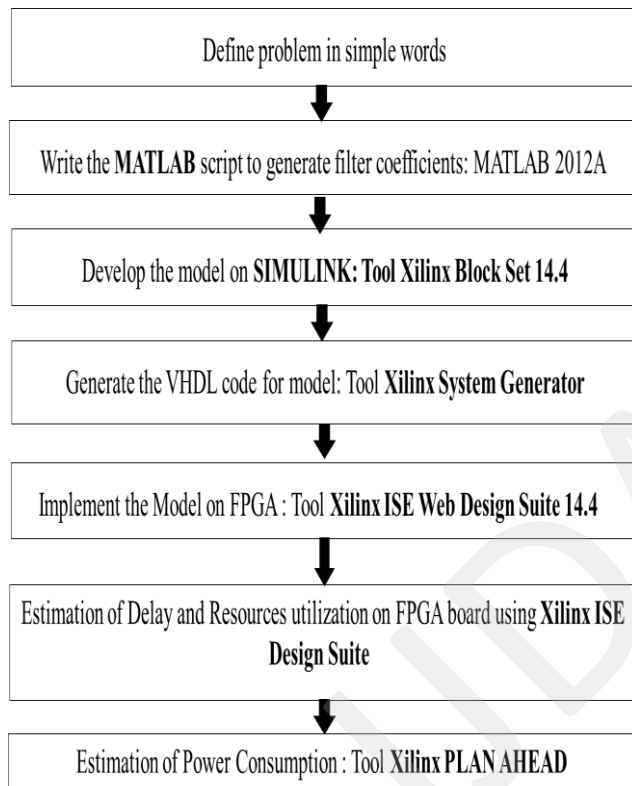 Define problem in simple words
Write the MATLAB script to generate filter coefficients: MATLAB 2012A
Develop the model on SIMULINK: Tool Xilinx Block Set 14.4
Generate the VHDL code for model: Tool Xilinx System Generator
Implement the Model on FPGA : Tool Xilinx ISE Web Design Suite 14.4
Estimation of Delay and Resources utilization on FPGA board using Xilinx ISE
Design Suite
Estimation of Power Consumption : Tool Xilinx PLAN AHEAD